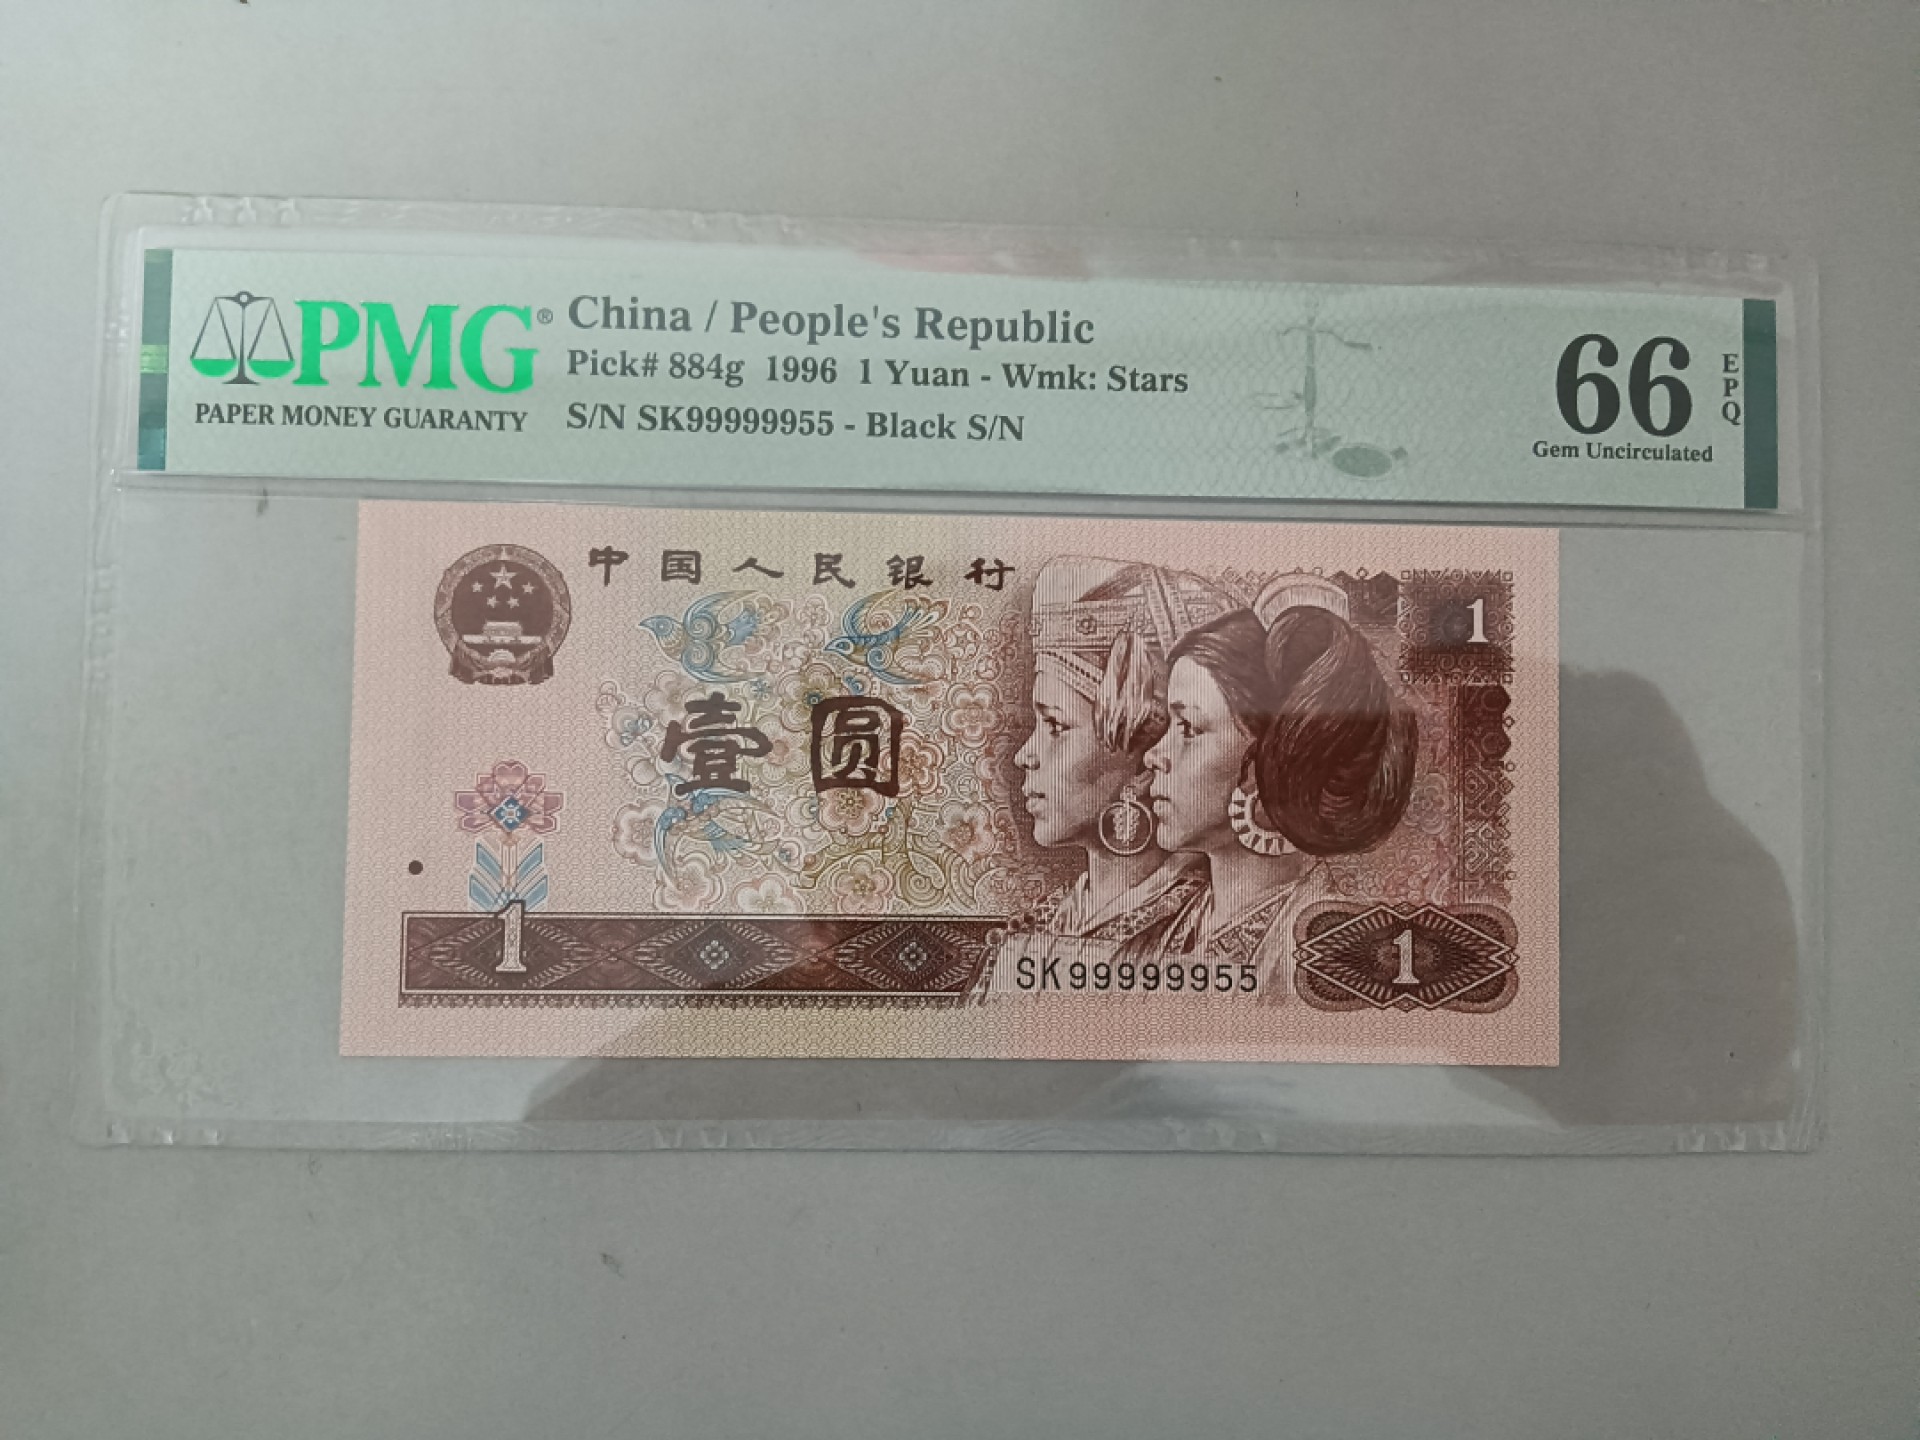 PMG®
PAPER MONEY GUARANTY
China / People's Republic
Pick# 884g 1996 1 Yuan - Wmk: Stars
S/N SK99999955 - Black S/N
66
EPQ
Gem Uncirculated
中国人民银行
1
壹圆
1
SK99999955
1